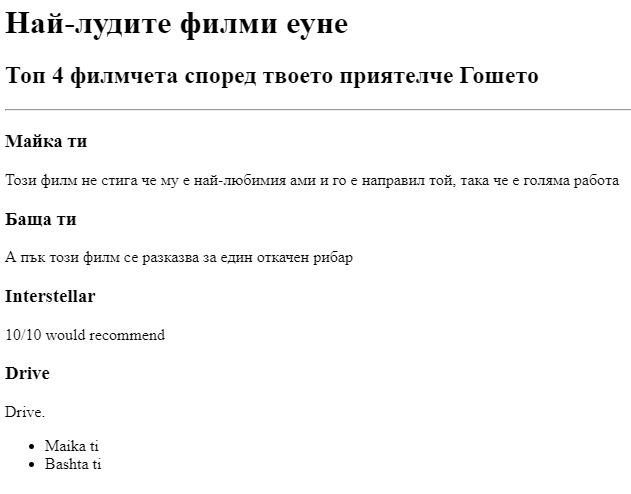 Най-лудите филми еуне
Топ 4 филмчета според твоето приятелче Гошето
Майка ти
Този филм не стига че му е най-любимия ами и го е направил той, така че е голяма работа
Баща ти
А пък този филм се разказва за един откачен рибар
Interstellar
10/10 would recommend
Drive
Drive.
Maika ti
Bashta ti